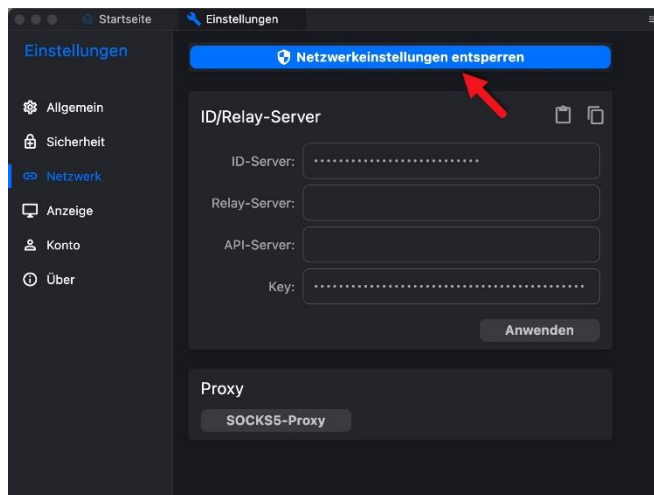 Startseite
Einstellungen
Einstellungen
Netzwerkeinstellungen entsperren
Allgemein
Sicherheit
Netzwerk
Anzeige
Konto
Über
ID/Relay-Server
ID-Server:
Relay-Server:
API-Server:
Key:
Anwenden
Proxy
SOCKS5-Proxy